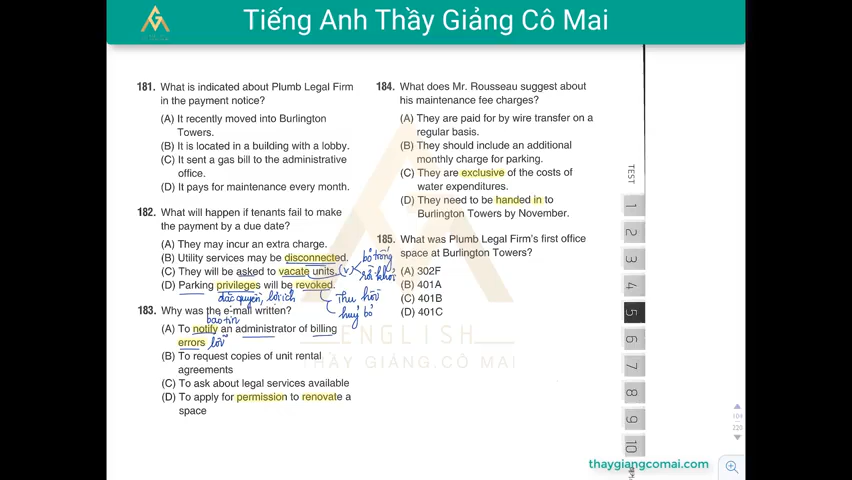 Tiếng Anh Thầy Giảng Cô Mai
181. What is indicated about Plumb Legal Firm
in the payment notice?
(A) It recently moved into Burlington
Towers.
(B) It is located in a building with a lobby.
(C) It sent a gas bill to the administrative
office.
(D) It pays for maintenance every month.
182. What will happen if tenants fail to make
the payment by a due date?
(A) They may incur an extra charge.
(B) Utility services may be disconnected.
(C) They will be asked to vacate units. (v) bỏ trống
rời khỏi
(D) Parking privileges will be revoked.
đặc quyền, lợi ích
Thu hồi
huỷ bỏ
183. Why was the e-mail written?
báo tin
(A) To notify an administrator of billing
errors lỗi
(B) To request copies of unit rental
agreements
(C) To ask about legal services available
(D) To apply for permission to renovate a
space
184. What does Mr. Rousseau suggest about
his maintenance fee charges?
(A) They are paid for by wire transfer on a
regular basis.
(B) They should include an additional
monthly charge for parking.
(C) They are exclusive of the costs of
water expenditures.
(D) They need to be handed in to
Burlington Towers by November.
185. What was Plumb Legal Firm's first office
space at Burlington Towers?
(A) 302F
(B) 401A
(C) 401B
(D) 401C
ENGLISH
THẦY GIẢNG.CÔ MAI
TEST
1
2
3
4
5
6
7
8
9
10
thaygiangcomai.com
220